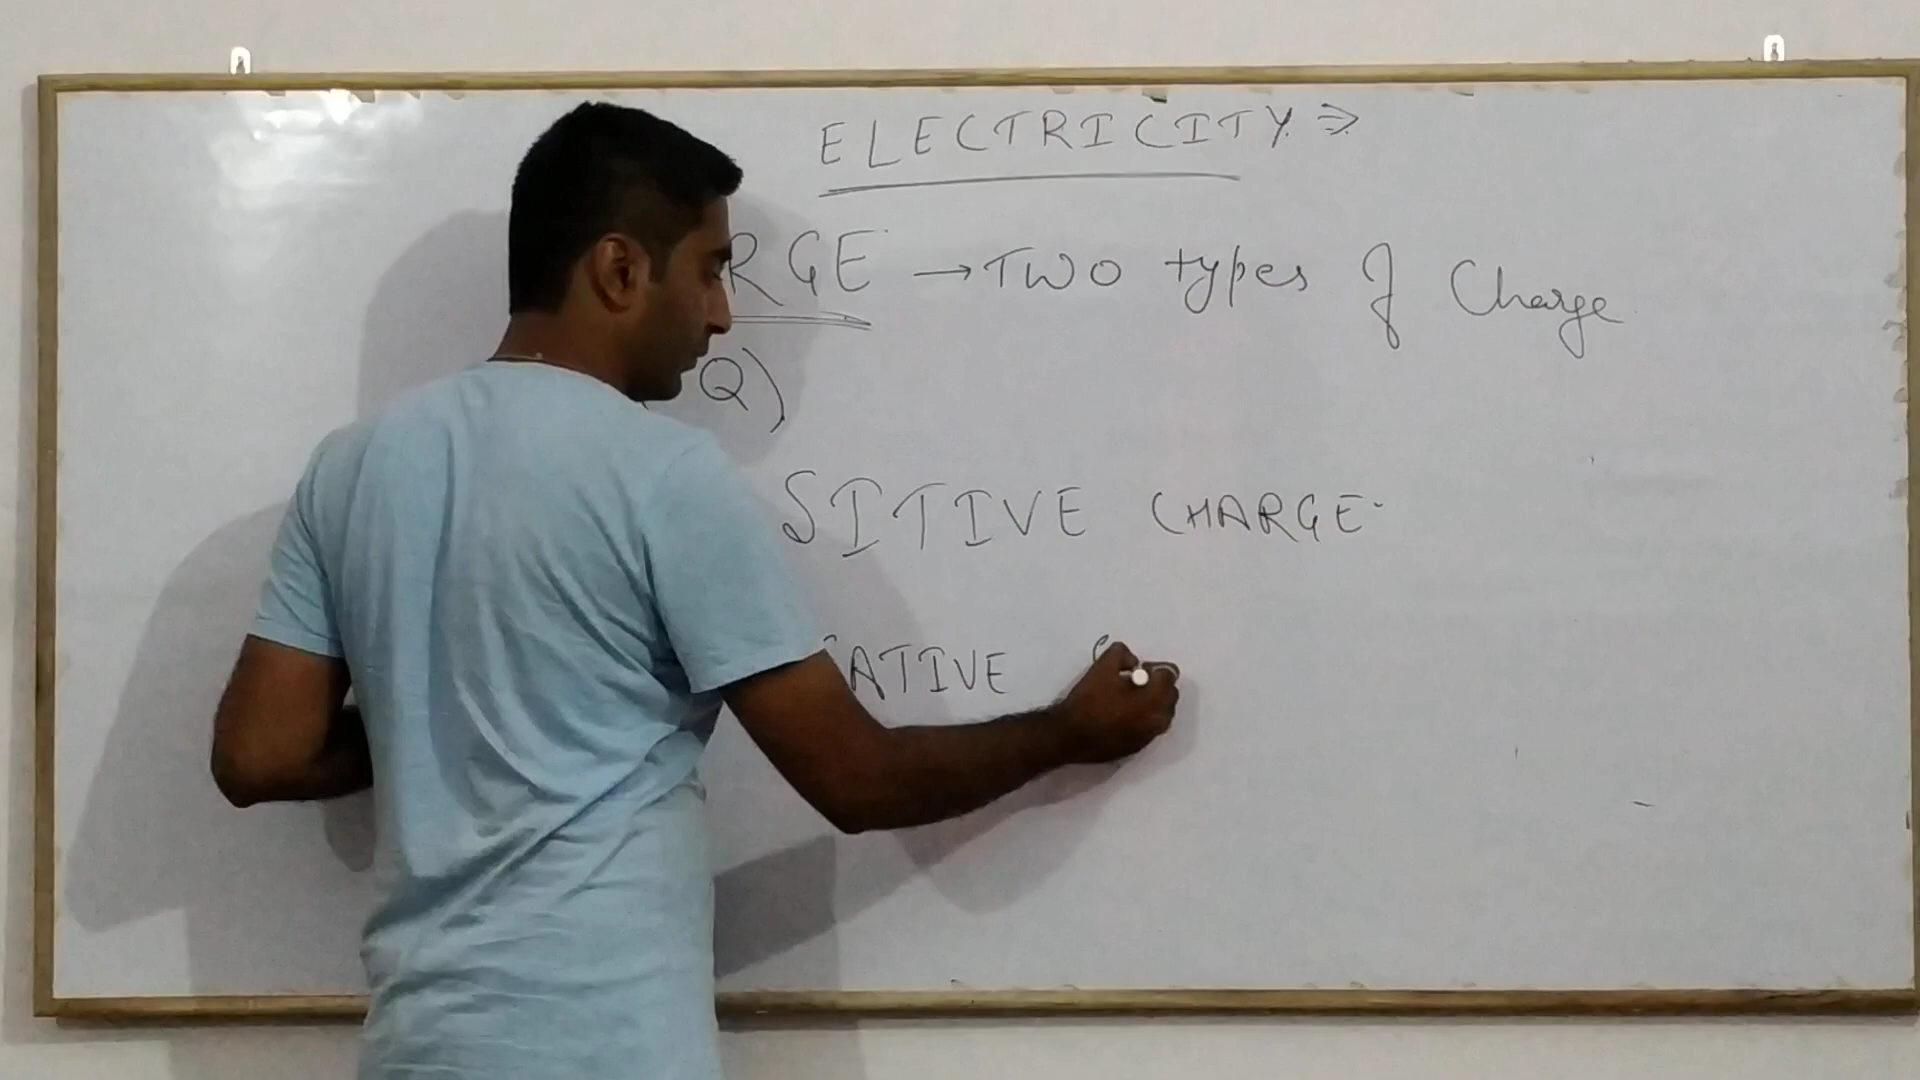 ELECTRICITY ⇒
RGE → TWO types of Charge
Q)
SITIVE CHARGE
ATIVE